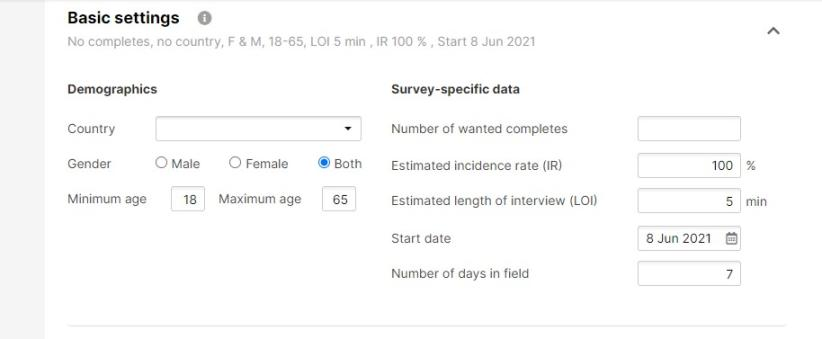 Basic settings
No completes, no country, F & M, 18-65, LOI 5 min , IR 100 % , Start 8 Jun 2021
Demographics
Country
Gender Male Female Both
Minimum age 18 Maximum age 65
Survey-specific data
Number of wanted completes
Estimated incidence rate (IR) 100 %
Estimated length of interview (LOI) 5 min
Start date 8 Jun 2021
Number of days in field 7